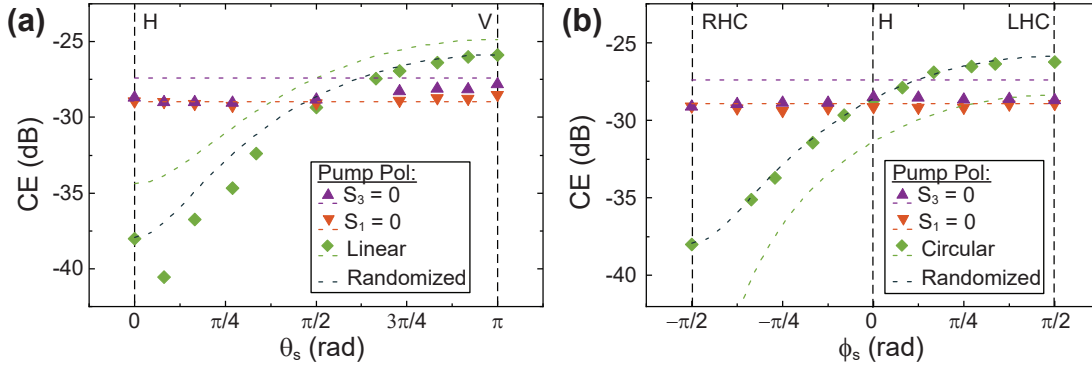 (a)
H
V
-25
-30
-35
-40
CE (dB)
Pump Pol:
S₃ = 0
S₁ = 0
Linear
Randomized
0
π/4
π/2
3π/4
π
θₛ (rad)
(b)
RHC
H
LHC
-25
-30
-35
-40
CE (dB)
Pump Pol:
S₃ = 0
S₁ = 0
Circular
Randomized
−π/2
−π/4
0
π/4
π/2
ϕₛ (rad)